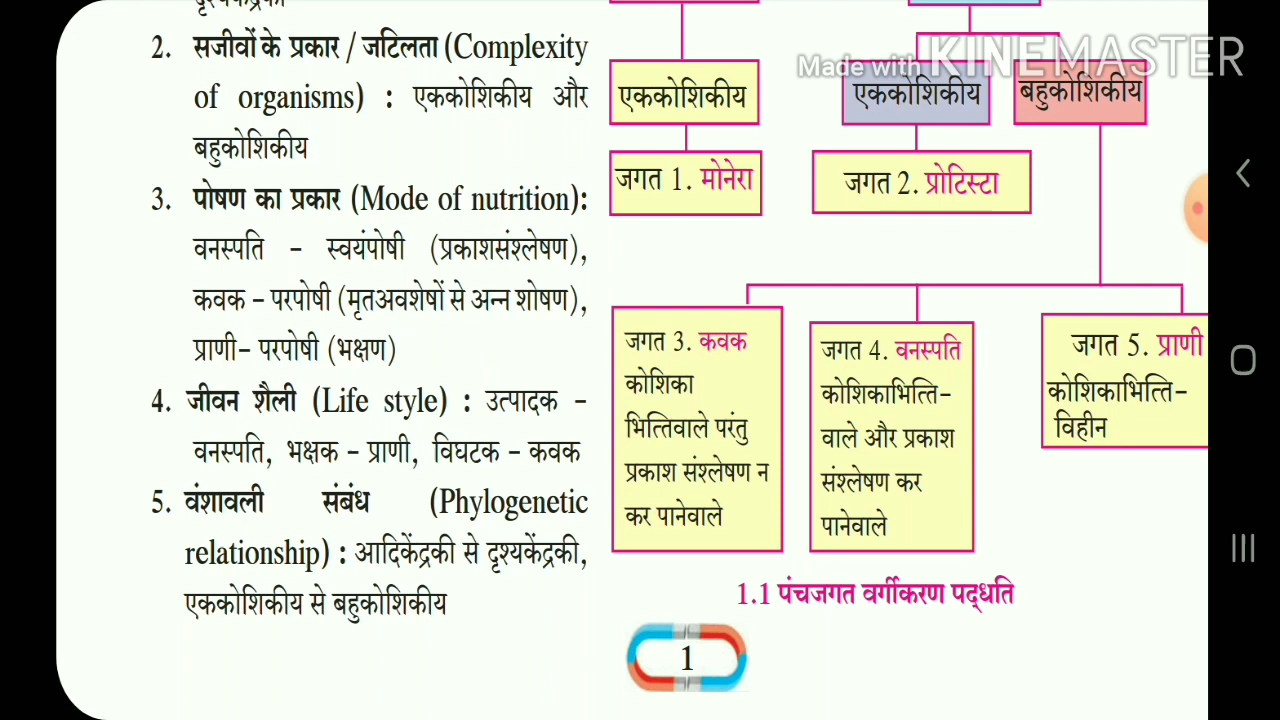 दृश्यकेंद्रकी
2. सजीवों के प्रकार / जटिलता (Complexity
of organisms) : एककोशिकीय और
बहुकोशिकीय
3. पोषण का प्रकार (Mode of nutrition):
वनस्पति – स्वयंपोषी (प्रकाशसंश्लेषण),
कवक – परपोषी (मृतअवशेषों से अन्न शोषण),
प्राणी– परपोषी (भक्षण)
4. जीवन शैली (Life style) : उत्पादक –
वनस्पति, भक्षक – प्राणी, विघटक – कवक
5. वंशावली संबंध (Phylogenetic
relationship) : आदिकेंद्रकी से दृश्यकेंद्रकी,
एककोशिकीय से बहुकोशिकीय
Made with KINEMASTER
एककोशिकीय
एककोशिकीय
बहुकोशिकीय
जगत 1. मोनेरा
जगत 2. प्रोटिस्टा
जगत 3. कवक
कोशिका
भित्तिवाले परंतु
प्रकाश संश्लेषण न
कर पानेवाले
जगत 4. वनस्पति
कोशिकाभित्ति–
वाले और प्रकाश
संश्लेषण कर
पानेवाले
जगत 5. प्राणी
कोशिकाभित्ति–
विहीन
1.1 पंचजगत वर्गीकरण पद्धति
1